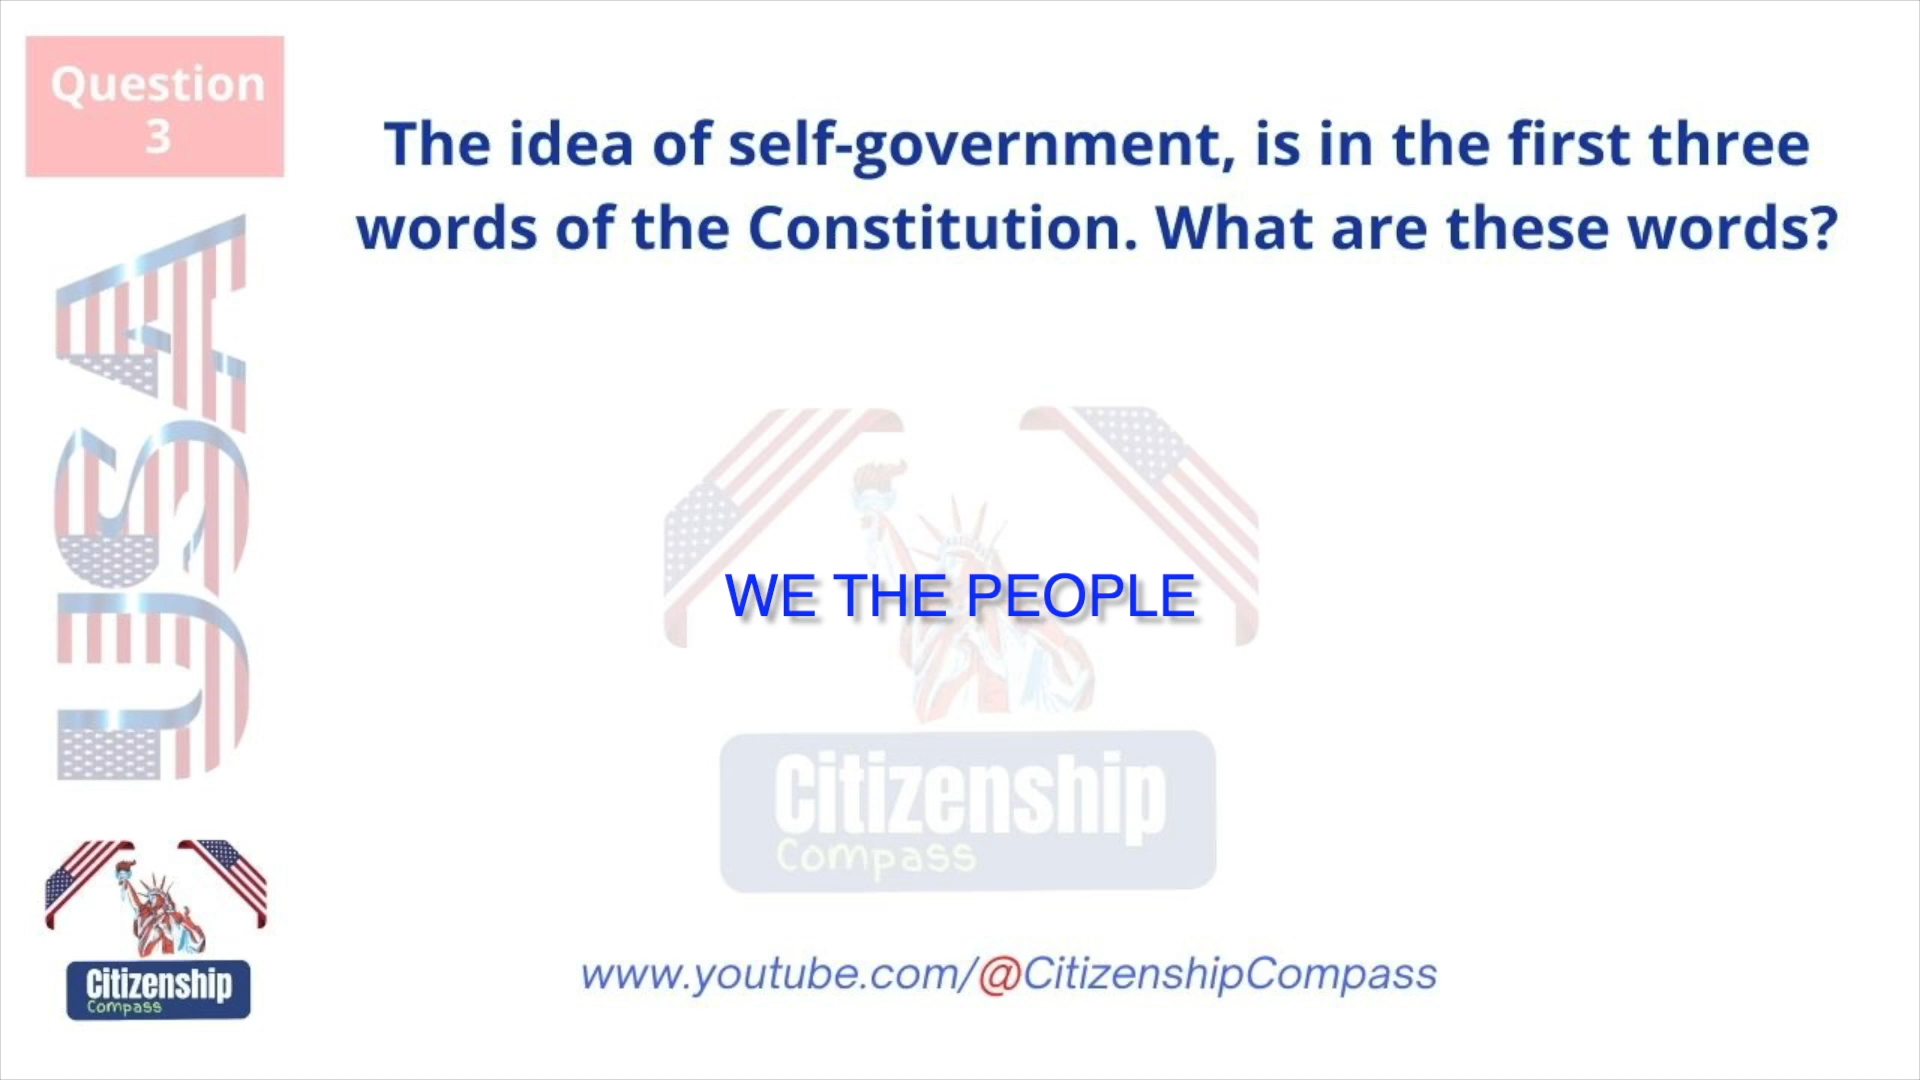 Question
3
The idea of self-government, is in the first three
words of the Constitution. What are these words?
USA
WE THE PEOPLE
Citizenship
Compass
Citizenship
Compass
www.youtube.com/@CitizenshipCompass